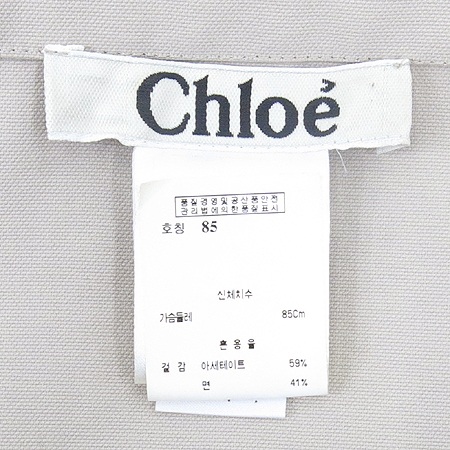 Chloé
품질경영및공산품안전
관리법에의한품질표시
호칭 85
신체치수
가슴둘레 85Cm
혼 용 율
겉 감 아세테이트 59%
면 41%